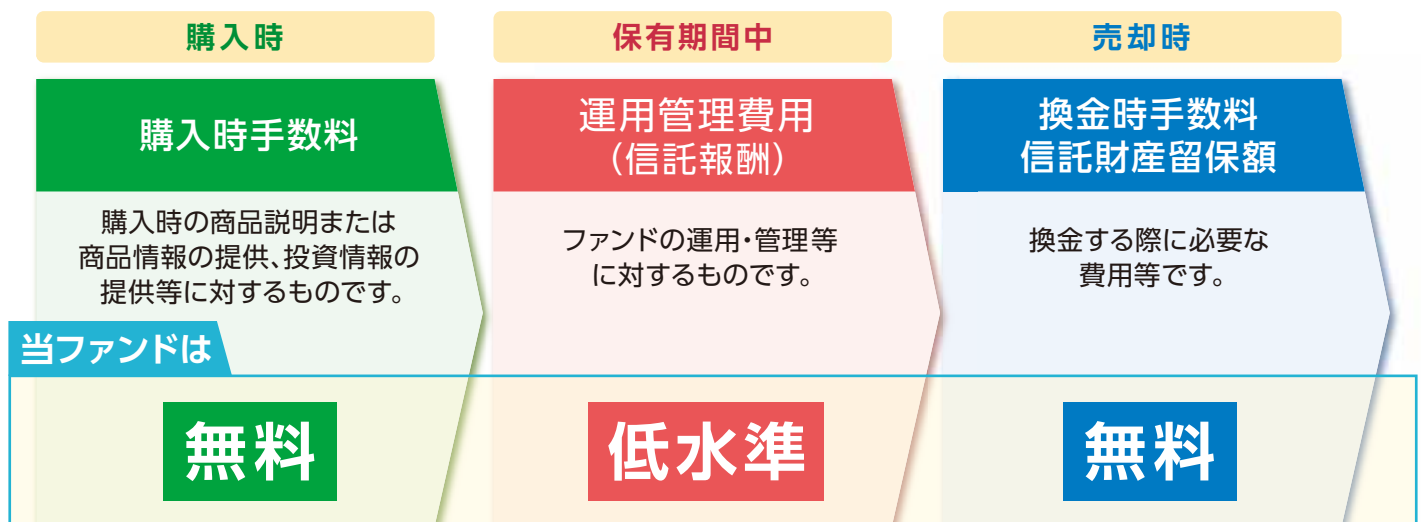 購入時
購入時手数料
購入時の商品説明または
商品情報の提供、投資情報の
提供等に対するものです。
保有期間中
運用管理費用
(信託報酬)
ファンドの運用・管理等
に対するものです。
売却時
換金時手数料
信託財産留保額
換金する際に必要な
費用等です。
当ファンドは
無料
低水準
無料